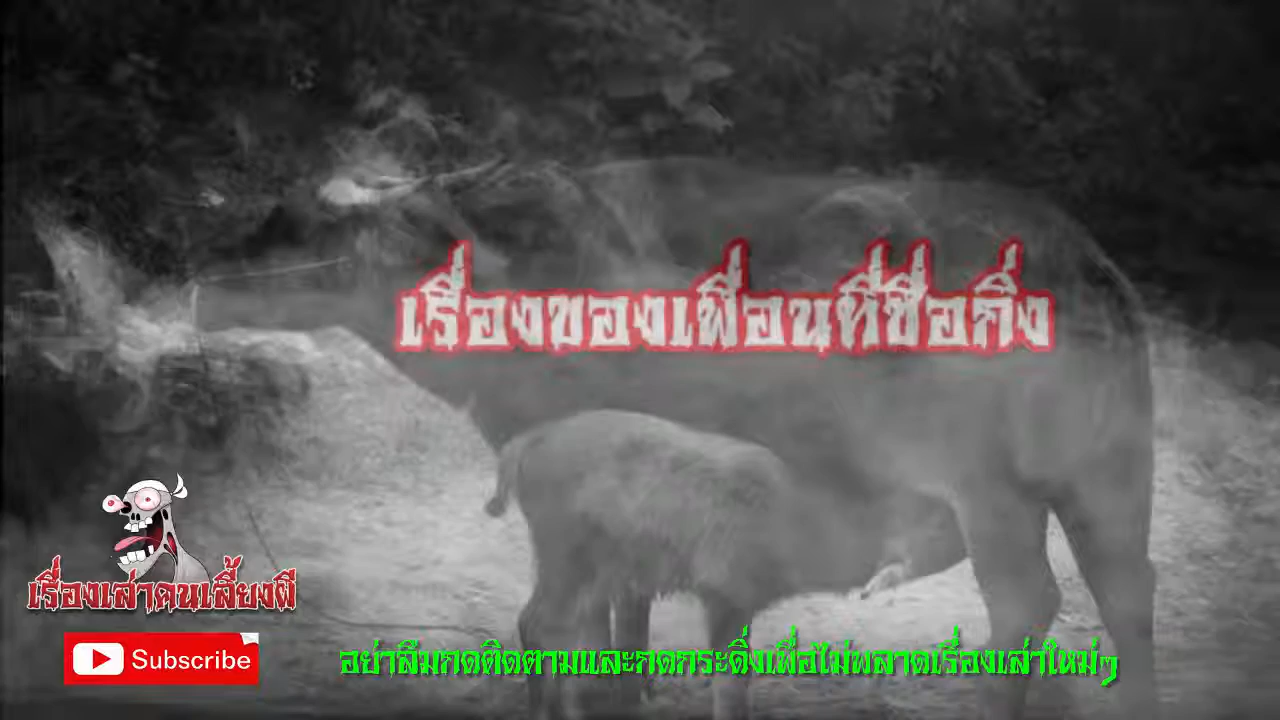 เรื่องของเพื่อนที่ชื่อกิ่ง
เรื่องเล่าคนเลี้ยงผี
Subscribe
อย่าลืมกดติดตามและกดกระดิ่งเพื่อไม่พลาดเรื่องเล่าใหม่ๆ